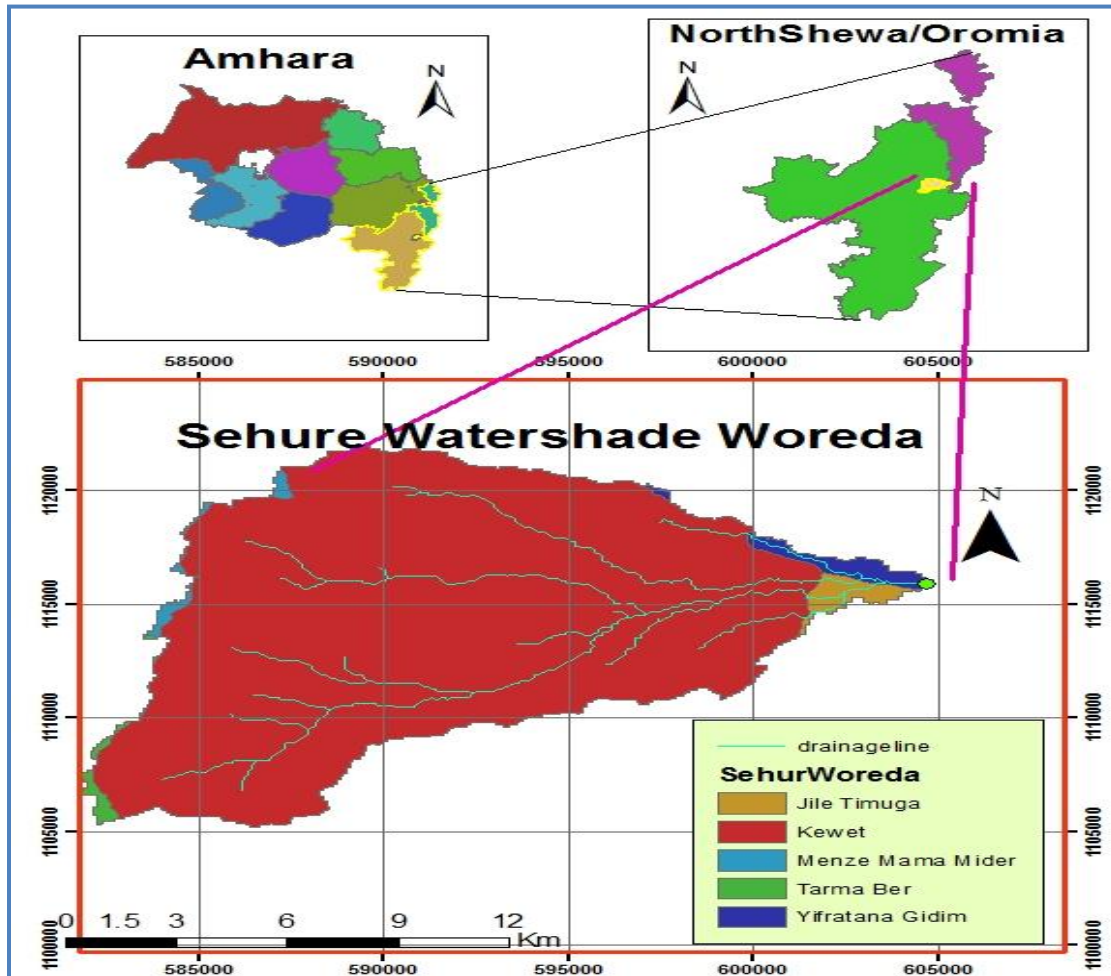 Amhara
N
NorthShewa/Oromia
N
585000 590000 595000 600000 605000
Sehure Watershade Woreda
N
1120000 1120000
1115000 1115000
1110000 1110000
1105000 1105000
1100000 1100000
drainageline
SehurWoreda
Jile Timuga
Kewet
Menze Mama Mider
Tarma Ber
Yifratana Gidim
0 1.5 3 6 9 12
Km
585000 590000 595000 600000 605000